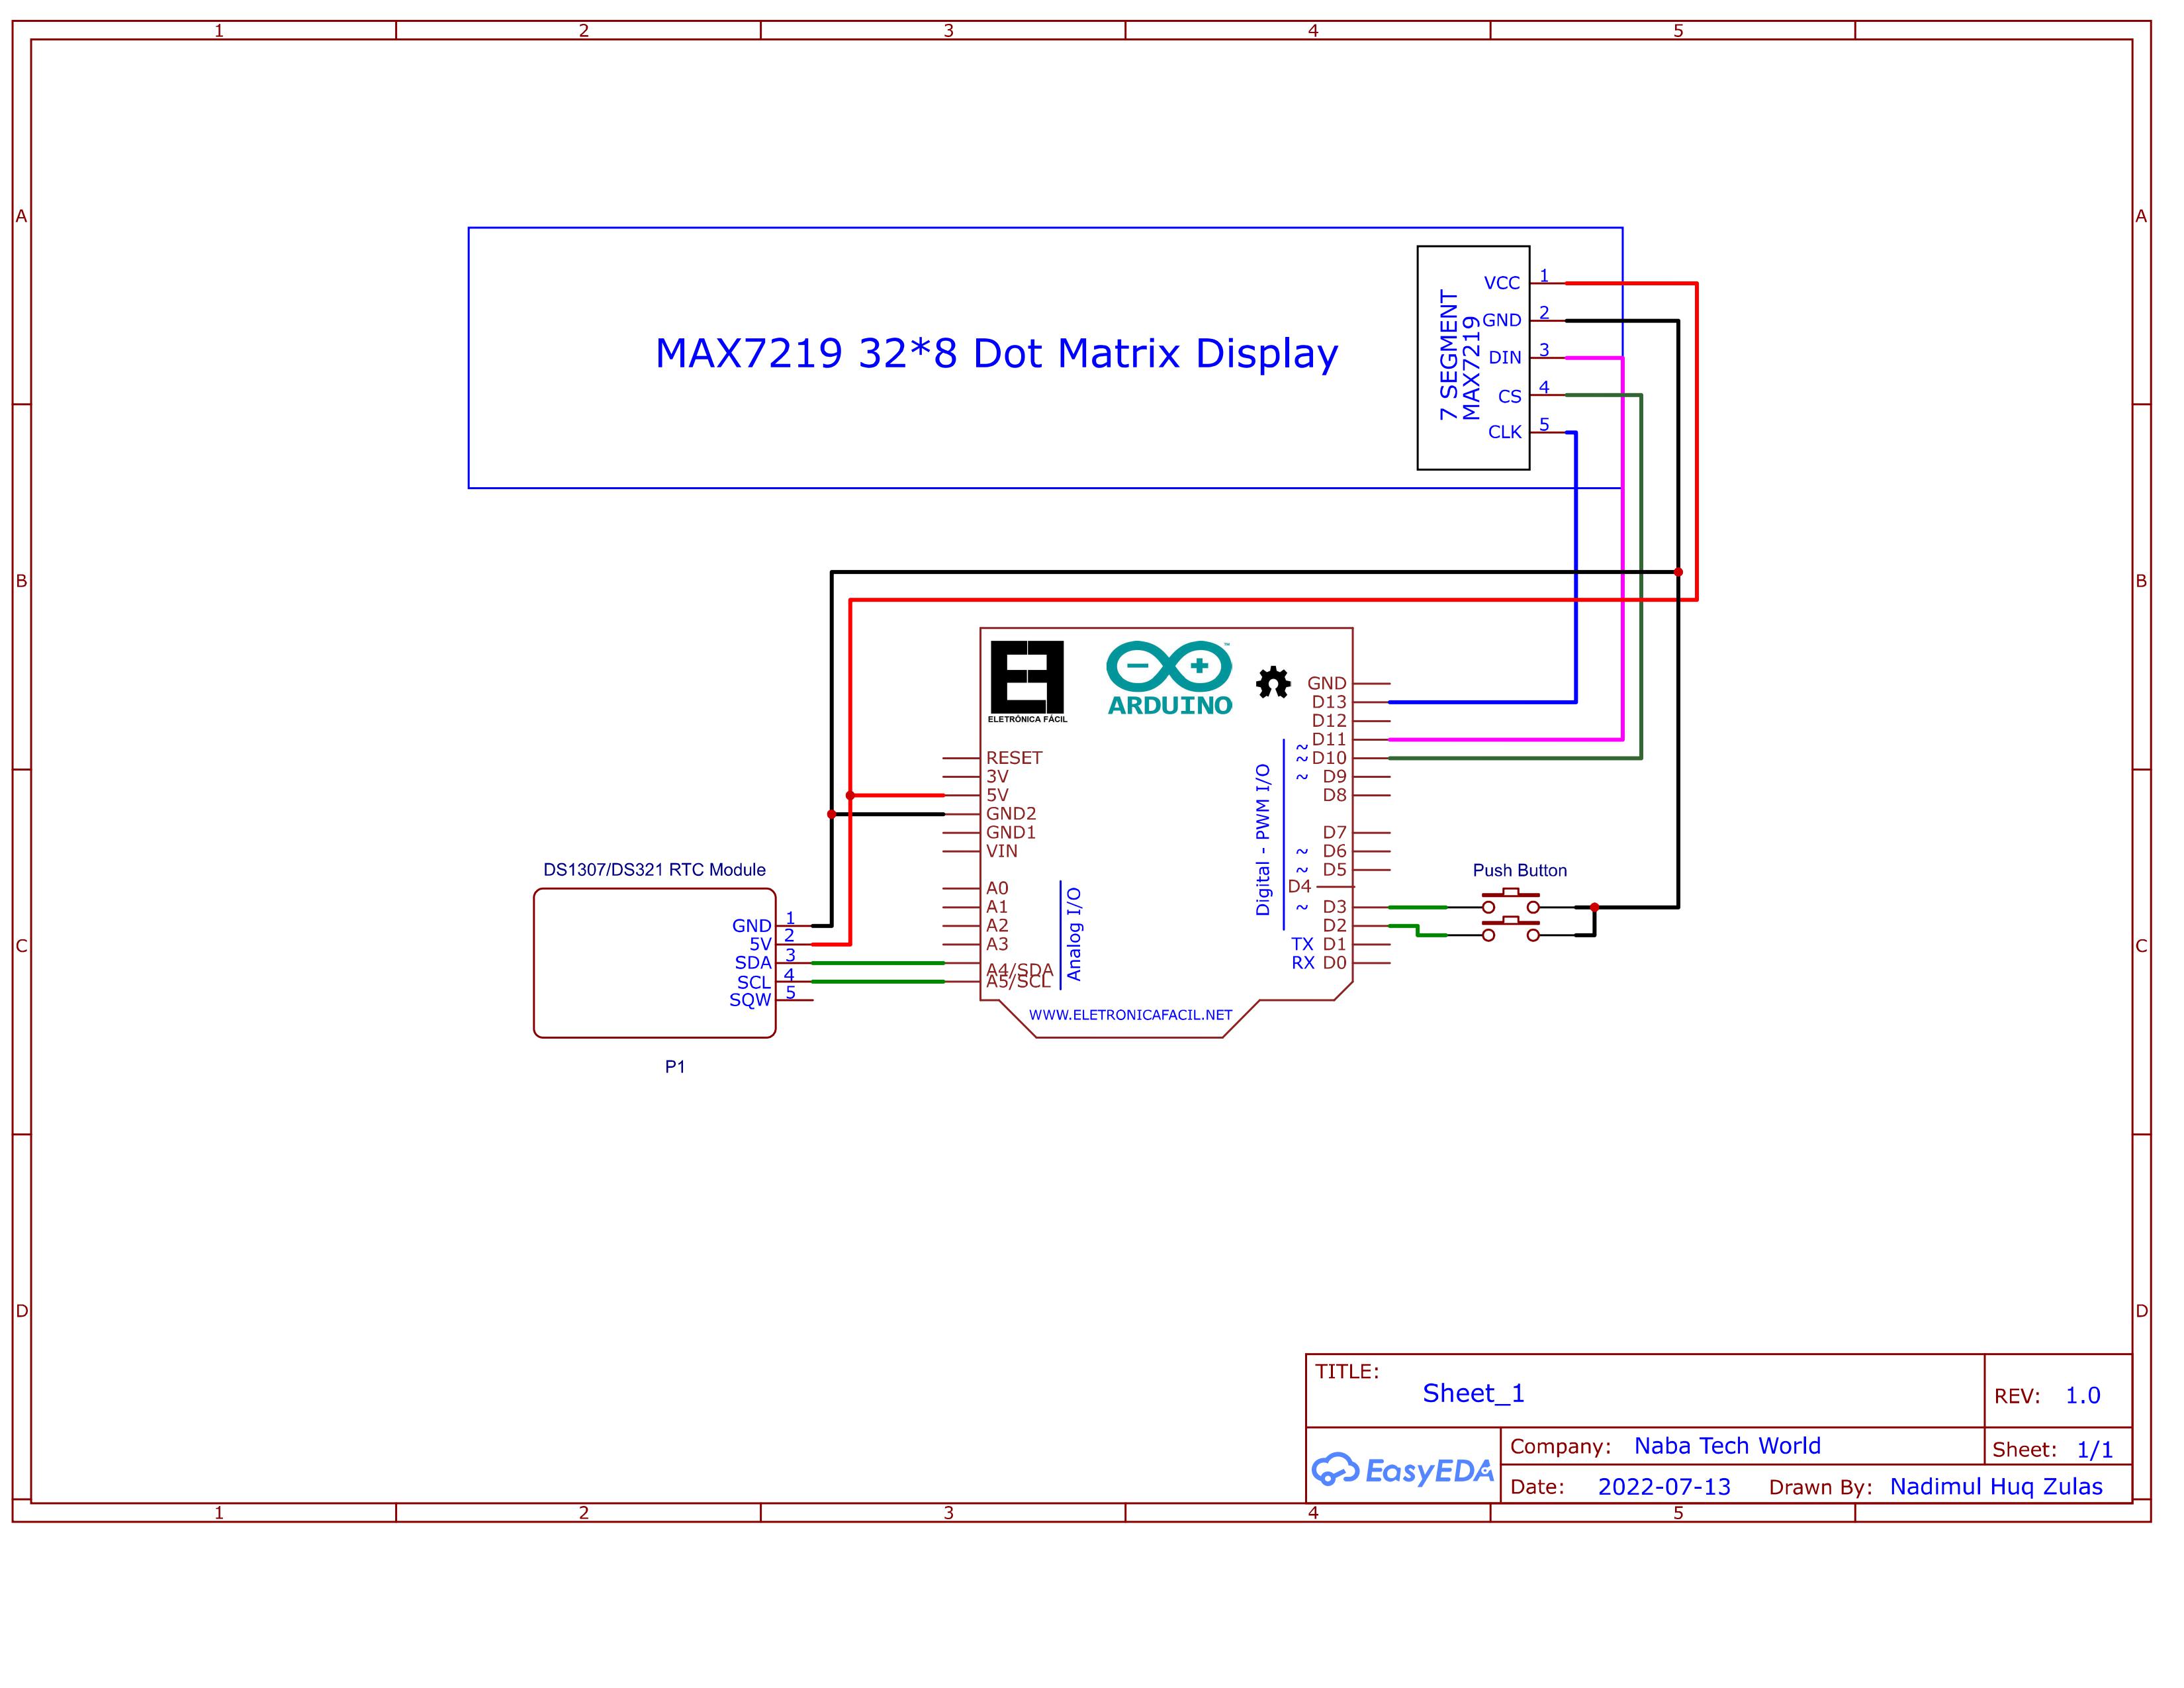 1 2 3 4 5
A A
MAX7219 32*8 Dot Matrix Display
7 SEGMENT
MAX7219
VCC 1
GND 2
DIN 3
CS 4
CLK 5
B B
ELETRÔNICA FÁCIL
ARDUINO
™
GND
D13
D12
~ D11
~ D10
~ D9
D8
D7
~ D6
~ D5
D4
~ D3
D2
TX D1
RX D0
Digital - PWM I/O
RESET
3V
5V
GND2
GND1
VIN
A0
A1
A2
A3
A4/SDA
A5/SCL
Analog I/O
WWW.ELETRONICAFACIL.NET
Push Button
DS1307/DS321 RTC Module
GND 1
5V 2
SDA 3
SCL 4
SQW 5
P1
C C
D D
TITLE:
Sheet_1
REV: 1.0
EasyEDA
Company: Naba Tech World
Sheet: 1/1
Date: 2022-07-13 Drawn By: Nadimul Huq Zulas
1 2 3 4 5